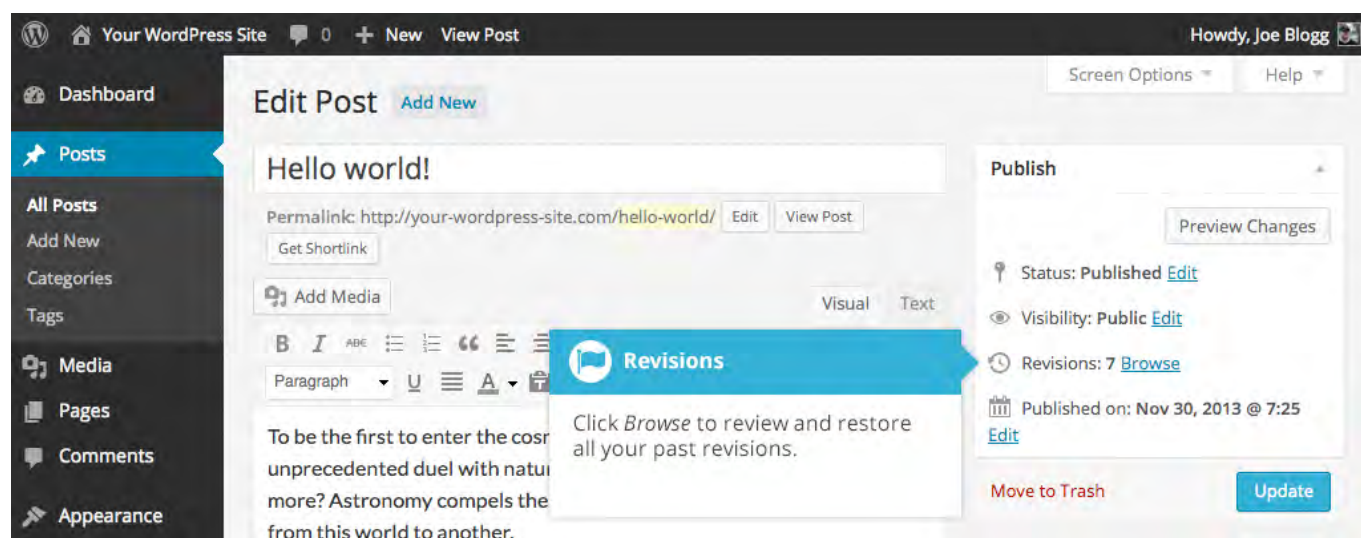 Your WordPress Site 0 + New View Post Howdy, Joe Blogg
Screen Options Help
Dashboard
Posts
All Posts
Add New
Categories
Tags
Media
Pages
Comments
Appearance
Edit Post Add New
Hello world!
Permalink: http://your-wordpress-site.com/hello-world/ Edit View Post
Get Shortlink
Add Media
Visual Text
B I ABC
Paragraph U A
To be the first to enter the
unprecedented duel with
more? Astronomy compels the
from this world to another.
Revisions
Click Browse to review and restore
all your past revisions.
Publish
Preview Changes
Status: Published Edit
Visibility: Public Edit
Revisions: 7 Browse
Published on: Nov 30, 2013 @ 7:25
Edit
Move to Trash Update